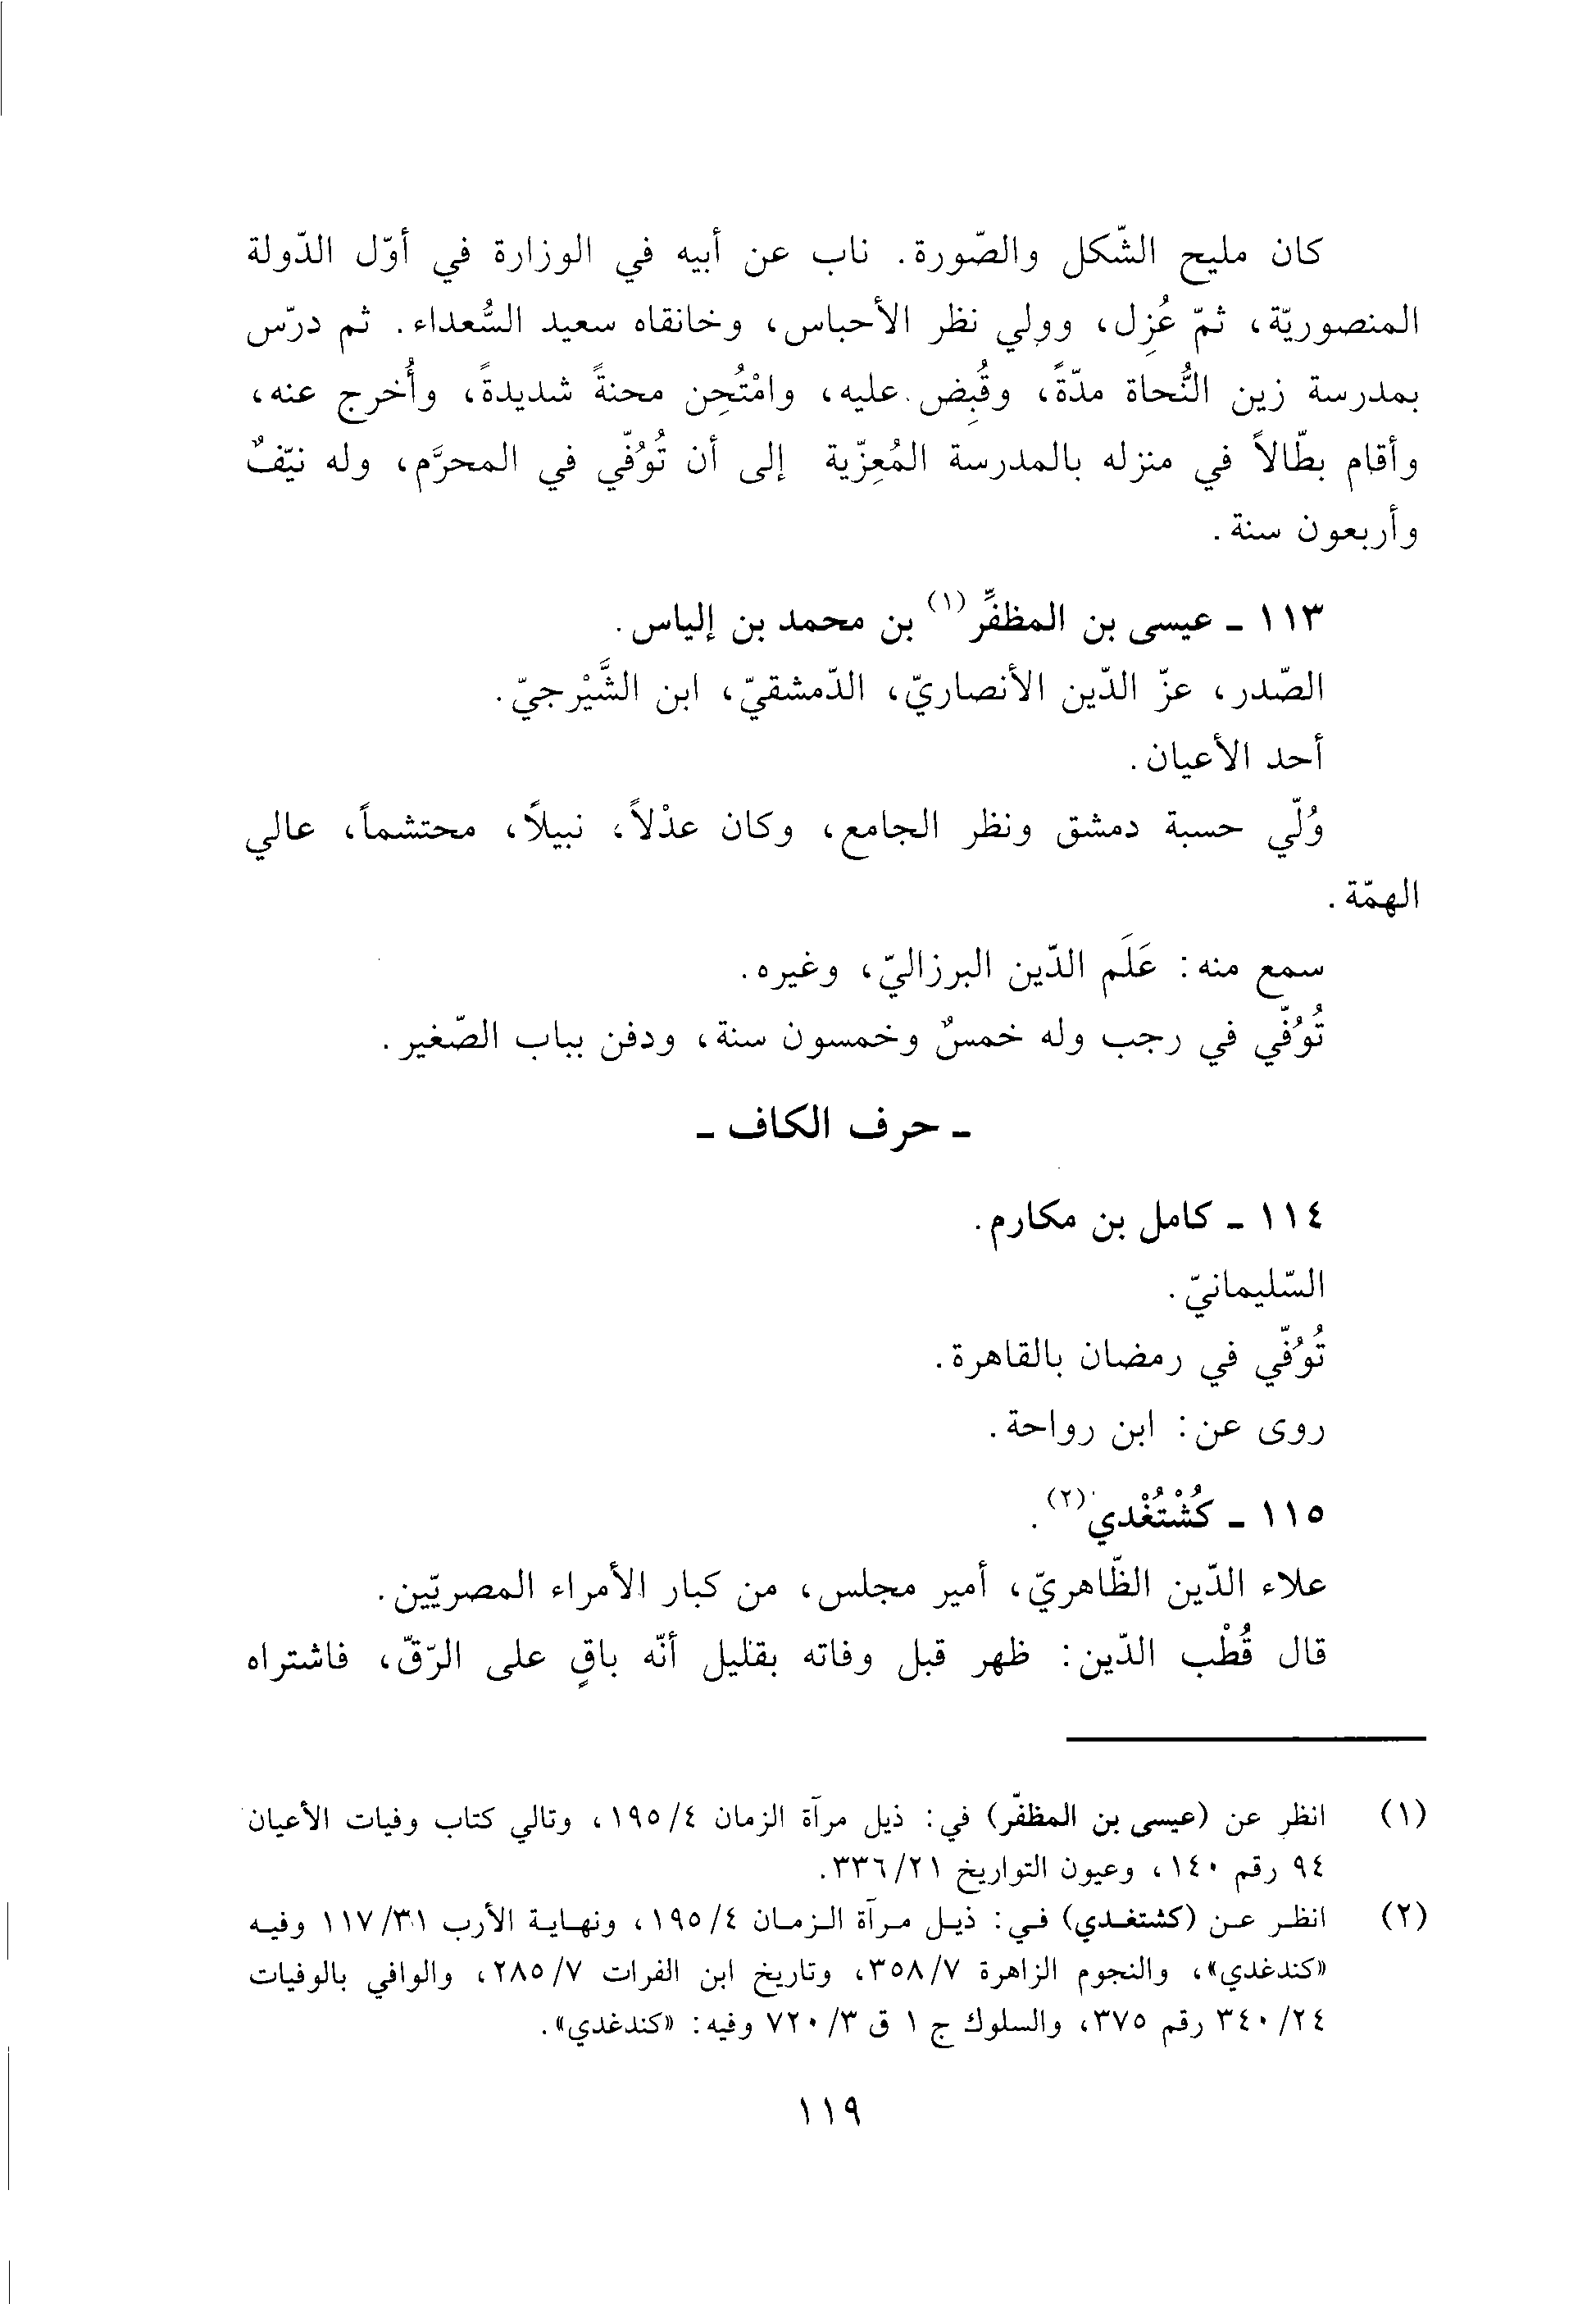 كان مليح الشّكل والصّورة. ناب عن أبيه في الوزارة في أوّل الدّولة
المنصوريّة، ثمّ عُزِل، وولي نظر الأحباس، وخانقاه سعيد السُّعداء. ثم درّس
بمدرسة زين النُّحاة مدّةً، وقُبِض عليه، وامْتُحِن محنةً شديدةً، وأُخرج عنه،
وأقام بطّالاً في منزله بالمدرسة المُعِزّية إلى أن تُوُفّي في المحرَّم، وله نيّفٌ
وأربعون سنة.
١١٣ ـ عيسى بن المظفَّر(١) بن محمد بن إلياس.
الصّدر، عزّ الدّين الأنصاريّ، الدّمشقيّ، ابن الشَّيْرجيّ.
أحد الأعيان.
وُلّي حسبة دمشق ونظر الجامع، وكان عدْلاً، نبيلاً، محتشماً، عالي
الهمّة.
سمع منه: عَلَم الدّين البرزاليّ، وغيره.
تُوُفّي في رجب وله خمسٌ وخمسون سنة، ودفن بباب الصّغير.
ـ حرف الكاف ـ
١١٤ ـ كامل بن مكارم.
السّليمانيّ.
تُوُفّي في رمضان بالقاهرة.
روى عن: ابن رواحة.
١١٥ ـ كُشْتُغْدي(٢).
علاء الدّين الظّاهريّ، أمير مجلس، من كبار الأمراء المصريّين.
قال قُطْب الدّين: ظهر قبل وفاته بقليل أنّه باقٍ على الرّقّ، فاشتراه
(١) انظر عن (عيسى بن المظفّر) في: ذيل مرآة الزمان ١٩٥/٤، وتالي كتاب وفيات الأعيان
٩٤ رقم ١٤٠، وعيون التواريخ ٣٣٦/٢١.
(٢) انظر عن (كشتغدي) في: ذيل مرآة الزمان ١٩٥/٤، ونهاية الأرب ١١٧/٣١ وفيه
«كندغدي»، والنجوم الزاهرة ٣٥٨/٧، وتاريخ ابن الفرات ٢٨٥/٧، والوافي بالوفيات
٣٤٠/٢٤ رقم ٣٧٥، والسلوك ج ١ ق ٧٢٠/٣ وفيه: «كندغدي».
١١٩